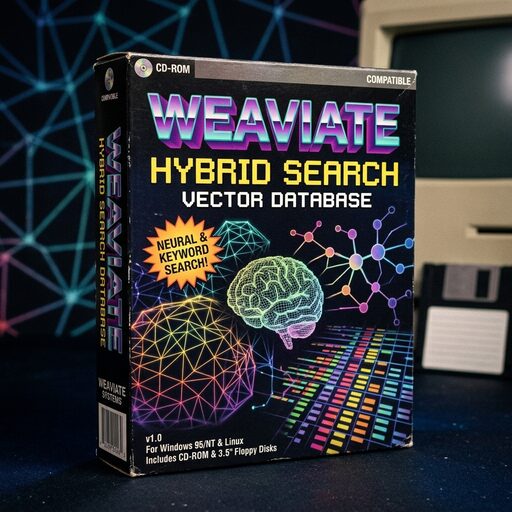 CD-ROM
COMPATIBLE
WEAVIATE
HYBRID SEARCH
VECTOR DATABASE
NEURAL &
KEYWORD
SEARCH!
v1.0
For Windows 95/NT & Linux
Includes CD-ROM & 3.5" Floppy Disks
COMPATIBLE
WEAVIATE
HYBRID SEARCH DATABASE
WEAVIATE
SYSTEMS